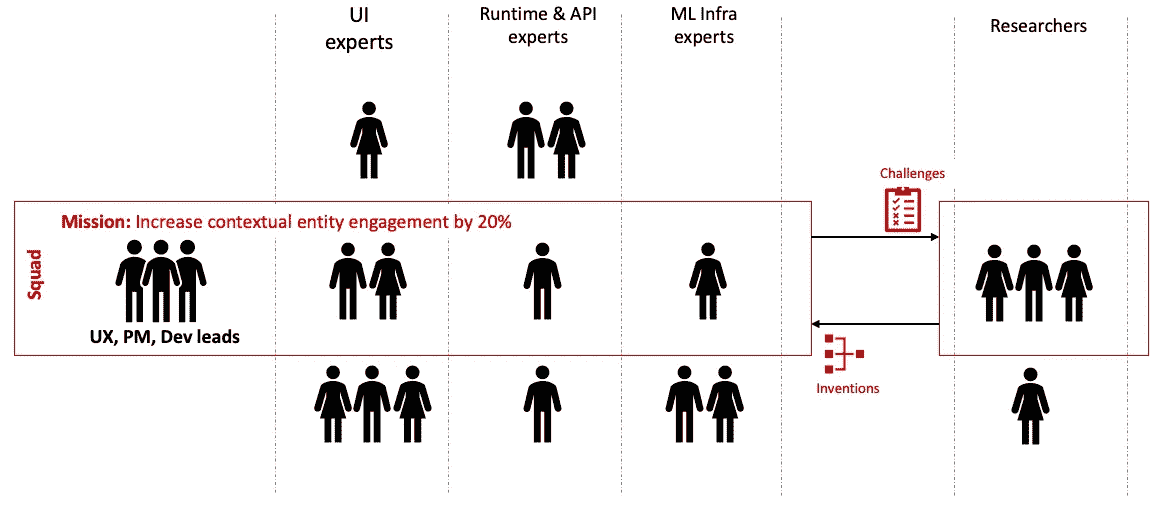 UI
experts
Runtime & API
experts
ML Infra
experts
Researchers
Challenges
Mission: Increase contextual entity engagement by 20%
Squad
UX, PM, Dev leads
Inventions